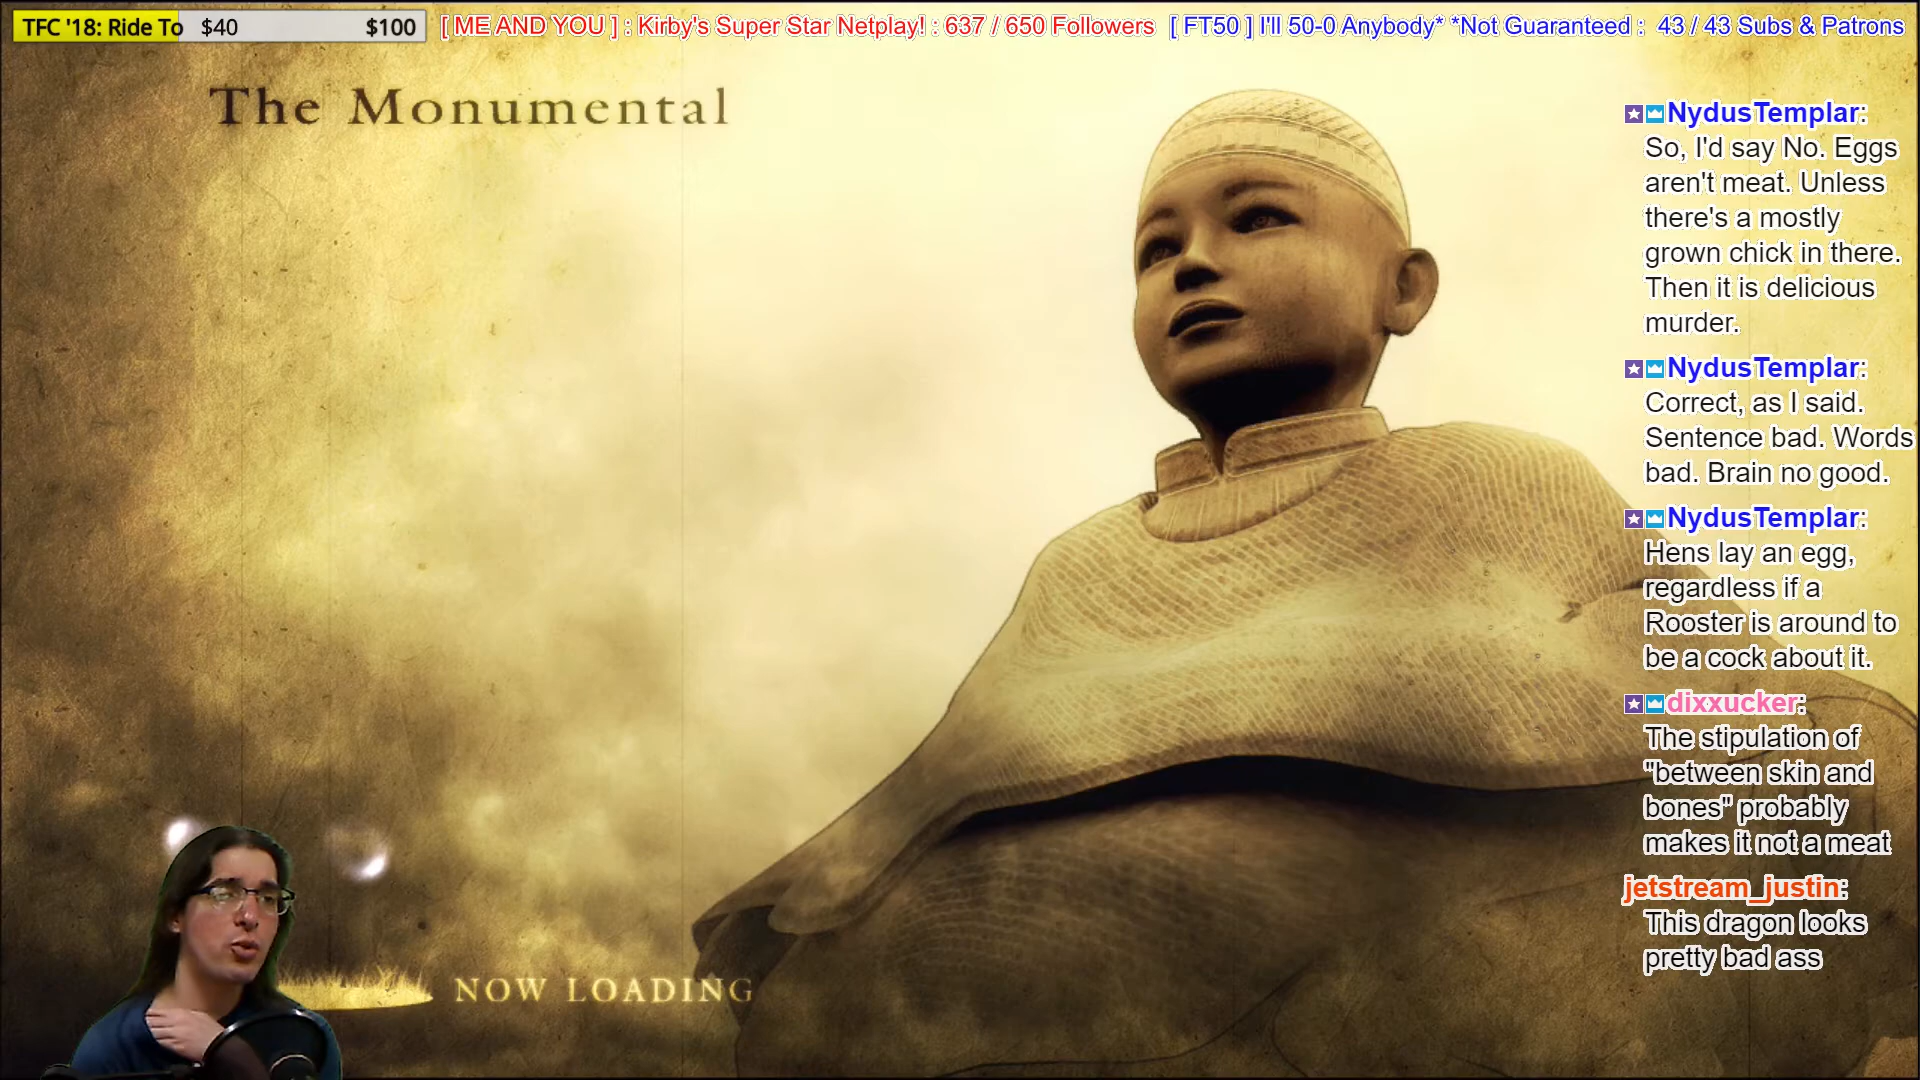 TFC '18: Ride To $40 $100
[ ME AND YOU ] : Kirby's Super Star Netplay! : 637 / 650 Followers [ FT50 ] I'll 50-0 Anybody* *Not Guaranteed : 43 / 43 Subs & Patrons
The Monumental
NydusTemplar:
So, I'd say No. Eggs
aren't meat. Unless
there's a mostly
grown chick in there.
Then it is delicious
murder.
NydusTemplar:
Correct, as I said.
Sentence bad. Words
bad. Brain no good.
NydusTemplar:
Hens lay an egg,
regardless if a
Rooster is around to
be a cock about it.
dixxucker:
The stipulation of
"between skin and
bones" probably
makes it not a meat
jetstream_justin:
This dragon looks
pretty bad ass
NOW LOADING